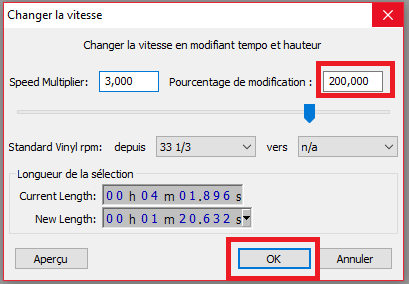 Changer la vitesse
Changer la vitesse en modifiant tempo et hauteur
Speed Multiplier: 3,000 Pourcentage de modification : 200,000
Standard Vinyl rpm: depuis 33 1/3 vers n/a
Longueur de la sélection
Current Length: 00 h 04 m 01.896 s
New Length: 00 h 01 m 20.632 s
Aperçu OK Annuler